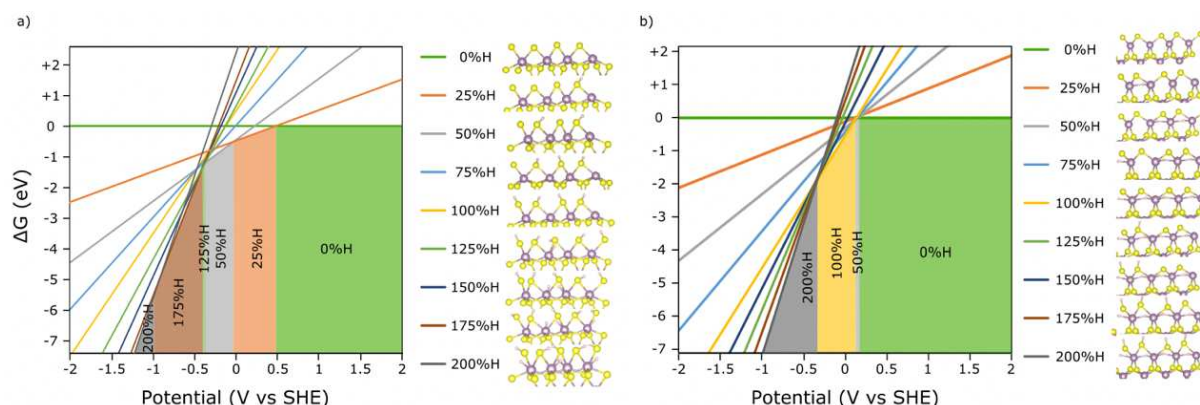 a)
+2
+1
0
-1
-2
-3
-4
-5
-6
-7
ΔG (eV)
200%H
175%H
125%H
50%H
25%H
0%H
-2
-1.5
-1
-0.5
0
0.5
1
1.5
2
Potential (V vs SHE)
0%H
25%H
50%H
75%H
100%H
125%H
150%H
175%H
200%H
b)
+2
+1
0
-1
-2
-3
-4
-5
-6
-7
200%H
100%H
50%H
0%H
-2
-1.5
-1
-0.5
0
0.5
1
1.5
2
Potential (V vs SHE)
0%H
25%H
50%H
75%H
100%H
125%H
150%H
175%H
200%H